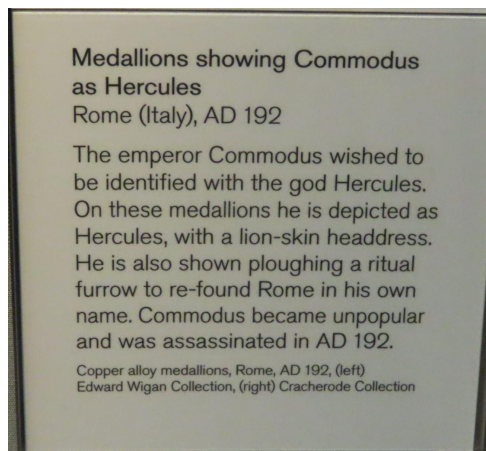 Medallions showing Commodus
as Hercules
Rome (Italy), AD 192
The emperor Commodus wished to
be identified with the god Hercules.
On these medallions he is depicted as
Hercules, with a lion-skin headdress.
He is also shown ploughing a ritual
furrow to re-found Rome in his own
name. Commodus became unpopular
and was assassinated in AD 192.
Copper alloy medallions, Rome, AD 192, (left)
Edward Wigan Collection, (right) Cracherode Collection